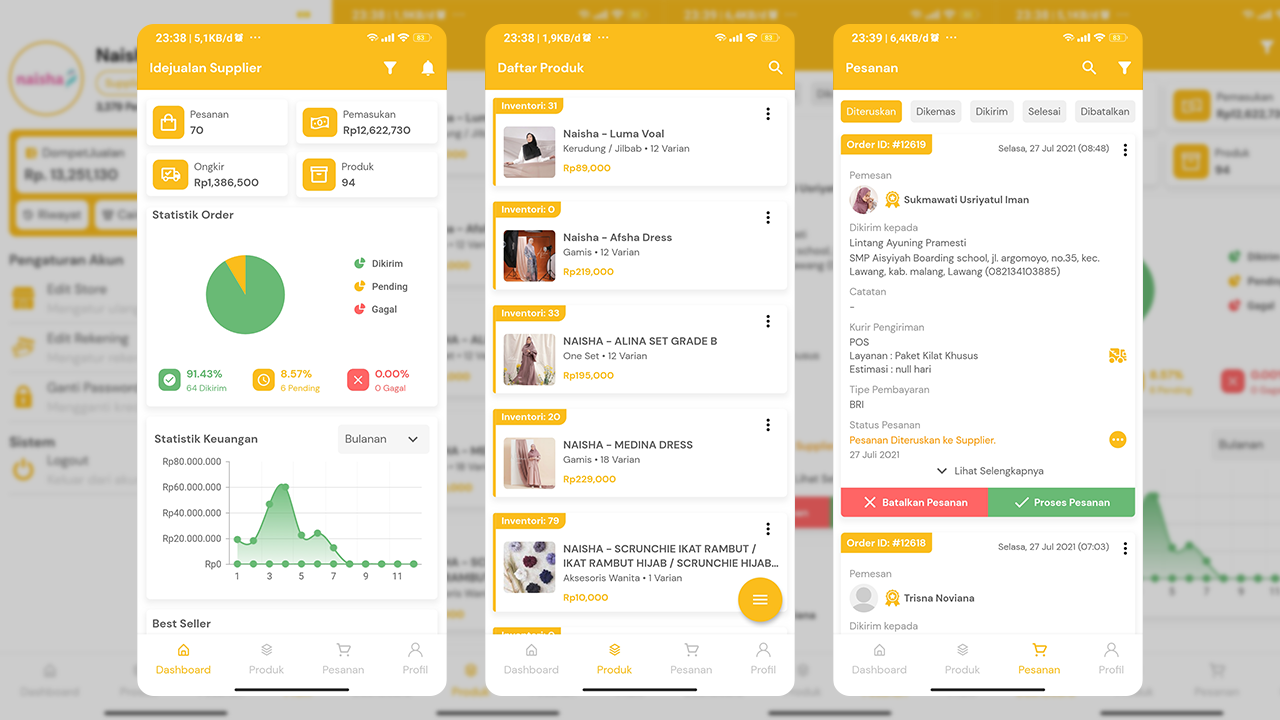 23:38 | 5,1KB/d ···
83
Idejualan Supplier
Pesanan
70
Pemasukan
Rp12,622,730
Ongkir
Rp1,386,500
Produk
94
Statistik Order
Dikirim
Pending
Gagal
91.43%
64 Dikirim
8.57%
6 Pending
0.00%
0 Gagal
Statistik Keuangan
Bulanan
Rp80.000.000
Rp60.000.000
Rp40.000.000
Rp20.000.000
Rp0
1 3 5 7 9 11
Best Seller
Dashboard Produk Pesanan Profil
23:38 | 1,9KB/d ···
83
Daftar Produk
Inventori: 31
Naisha - Luma Voal
Kerudung / Jilbab • 12 Varian
Rp89,000
Inventori: 0
Naisha - Afsha Dress
Gamis • 12 Varian
Rp219,000
Inventori: 33
NAISHA - ALINA SET GRADE B
One Set • 12 Varian
Rp195,000
Inventori: 20
NAISHA - MEDINA DRESS
Gamis • 18 Varian
Rp229,000
Inventori: 79
NAISHA - SCRUNCHIE IKAT RAMBUT /
IKAT RAMBUT HIJAB / SCRUNCHIE HIJAB...
Aksesoris Wanita • 1 Varian
Rp10,000
Dashboard Produk Pesanan Profil
23:39 | 6,4KB/d ···
83
Pesanan
Diteruskan Dikemas Dikirim Selesai Dibatalkan
Order ID: #12619
Selasa, 27 Jul 2021 (08:48)
Pemesan
Sukmawati Usriyatul Iman
Dikirim kepada
Lintang Ayuning Pramesti
SMP Aisyiyah Boarding school, jl. argomoyo, no.35, kec.
Lawang, kab. malang, Lawang (082134103885)
Catatan
-
Kurir Pengiriman
POS
Layanan : Paket Kilat Khusus
Estimasi : null hari
Tipe Pembayaran
BRI
Status Pesanan
Pesanan Diteruskan ke Supplier.
27 Juli 2021
Lihat Selengkapnya
Batalkan Pesanan
Proses Pesanan
Order ID: #12618
Selasa, 27 Jul 2021 (07:03)
Pemesan
Trisna Noviana
Dikirim kepada
Dashboard Produk Pesanan Profil